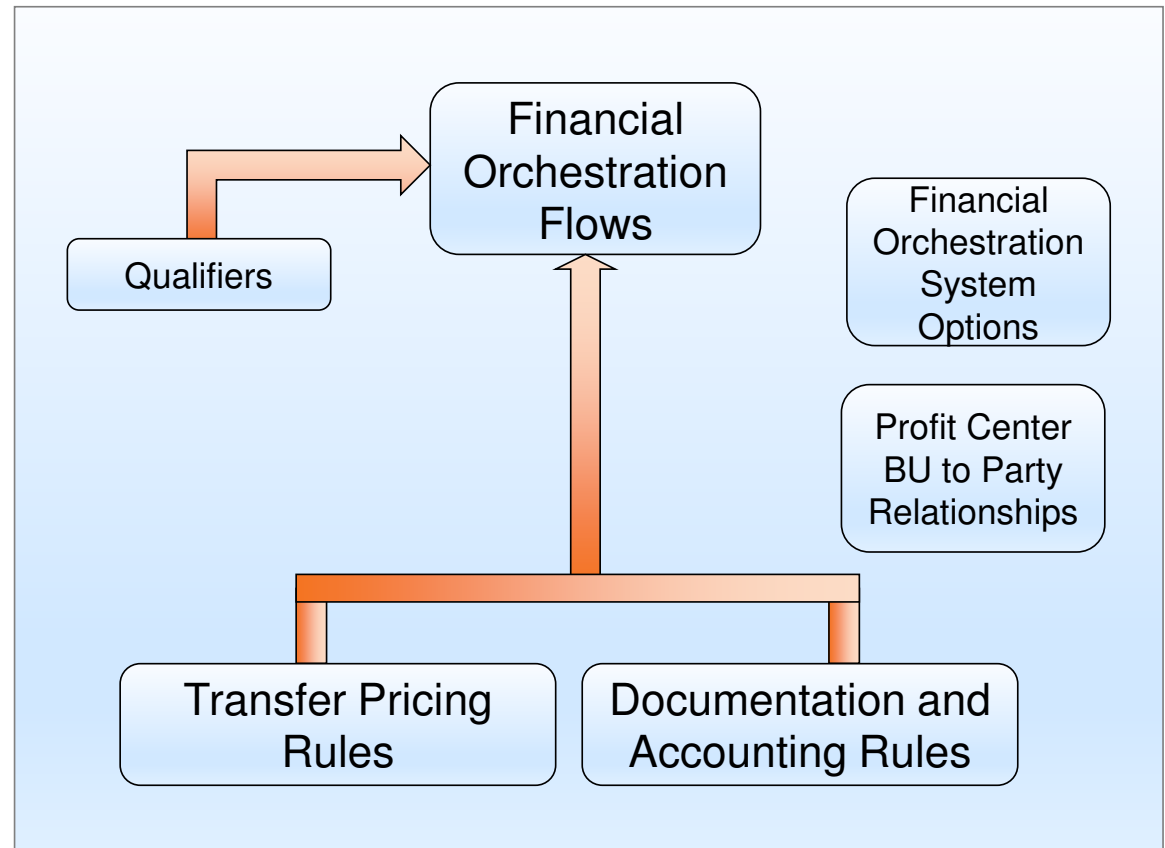 Financial
Orchestration
Flows
Qualifiers
Financial
Orchestration
System
Options
Profit Center
BU to Party
Relationships
Transfer Pricing
Rules
Documentation and
Accounting Rules